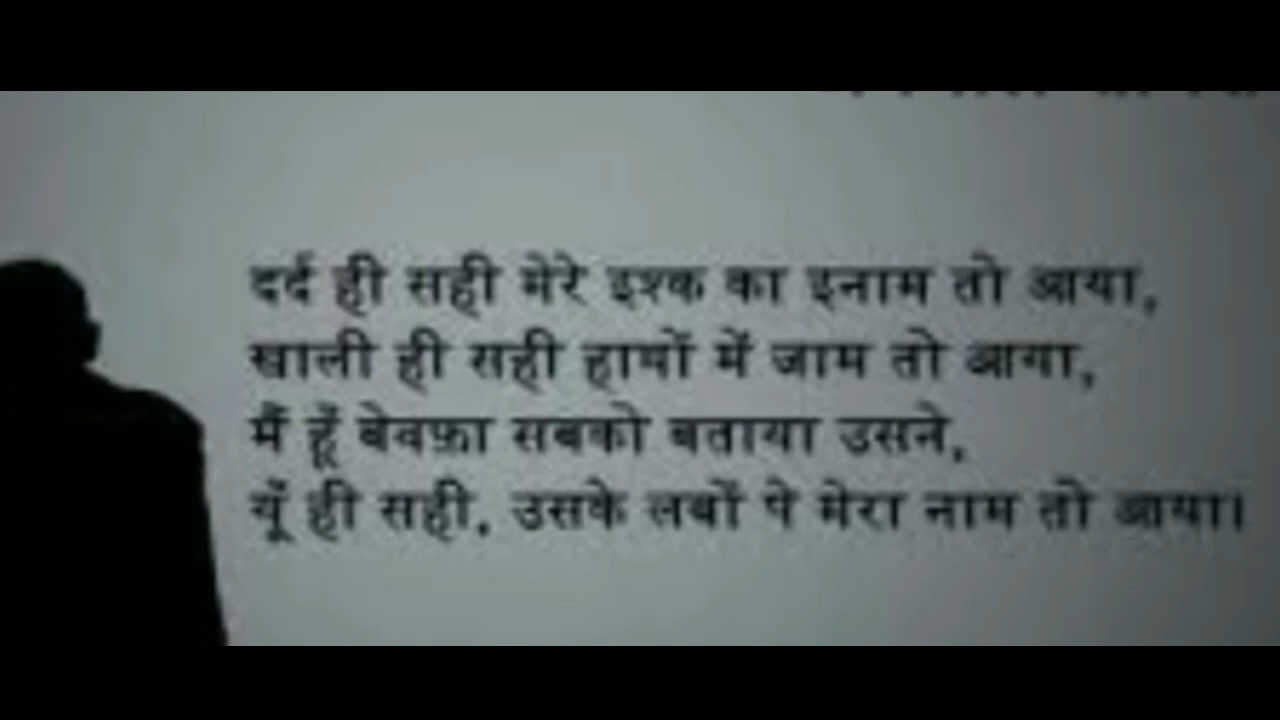 दर्द ही सही मेरे इश्क का इनाम तो आया,
खाली ही सही हाथों में जाम तो आया,
मैं हूँ बेवफ़ा सबको बताया उसने,
यूँ ही सही, उसके लबों पे मेरा नाम तो आया।